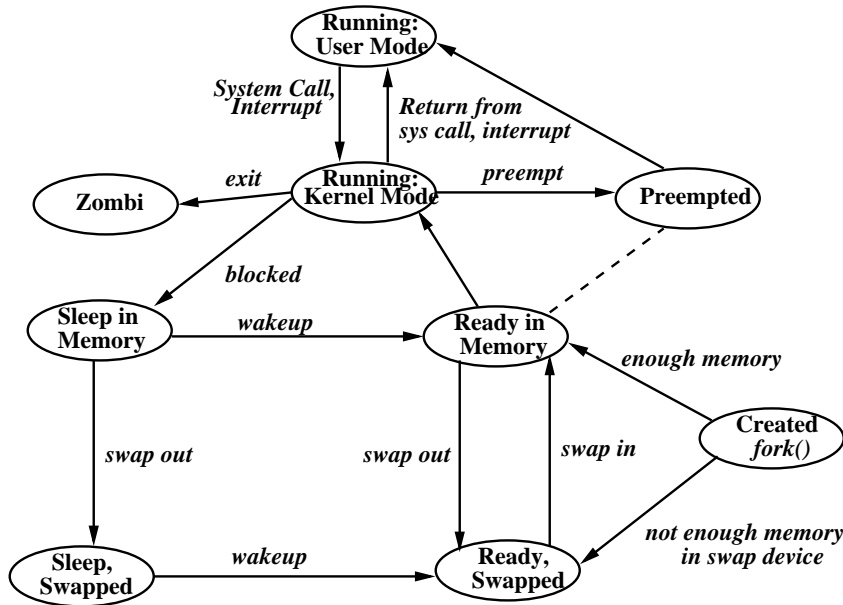 Running:
User Mode
System Call,
Interrupt
Return from
sys call, interrupt
Running:
Kernel Mode
exit
preempt
Zombi
Preempted
blocked
Sleep in
Memory
wakeup
Ready in
Memory
enough memory
Created
fork()
swap out
swap out
swap in
not enough memory
in swap device
Sleep,
Swapped
wakeup
Ready,
Swapped